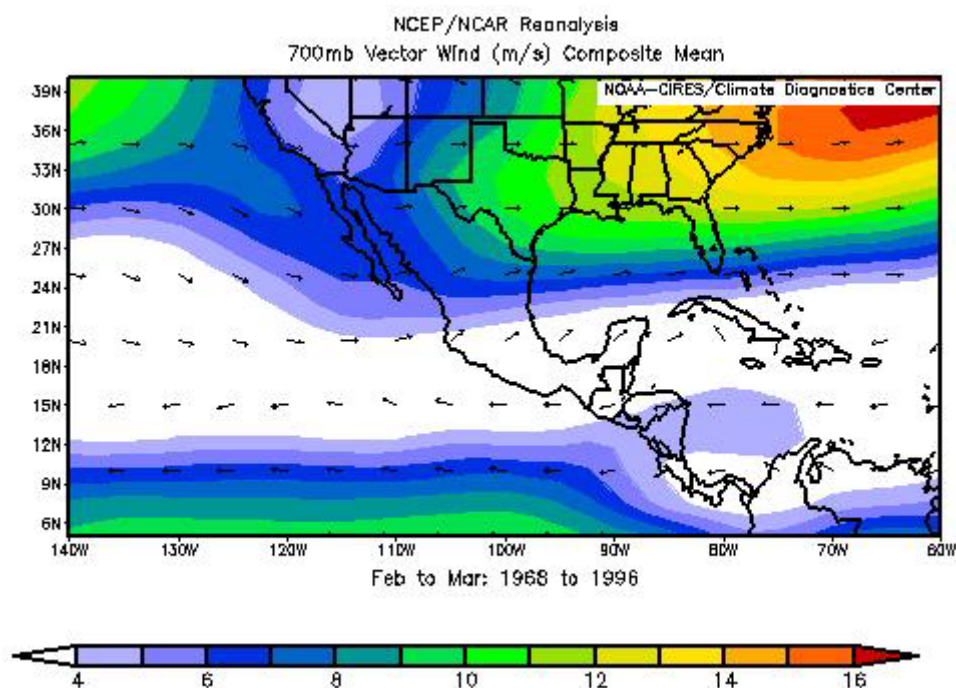 NCEP/NCAR Reanalysis
700mb Vector Wind (m/s) Composite Mean
NOAA-CIRES/Climate Diagnostics Center
39N
36N
33N
30N
27N
24N
21N
18N
15N
12N
9N
6N
140W 130W 120W 110W 100W 90W 80W 70W 60W
Feb to Mar: 1968 to 1996
4 6 8 10 12 14 16